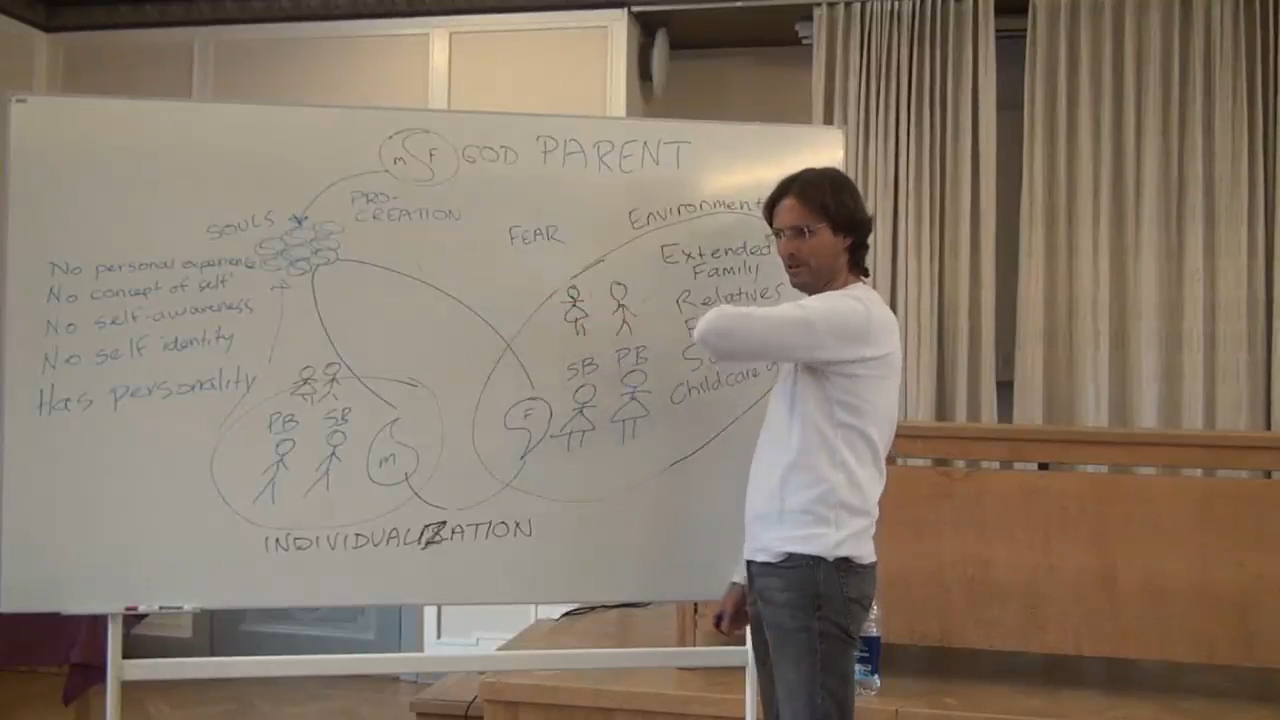 m F GOD PARENT
PRO-
CREATION
SOULS
No personal experience
No concept of 'self'
No self-awareness
No self identity
Has personality
FEAR
Environment
Extended
Family
Relatives
Childcare
PB SB
m
F
SB PB
INDIVIDUALIZATION